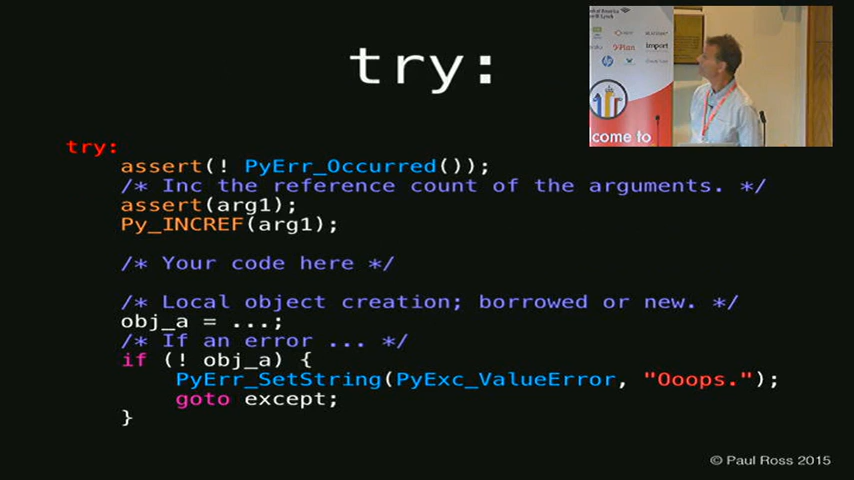 try:
try:
assert(! PyErr_Occurred());
/* Inc the reference count of the arguments. */
assert(arg1);
Py_INCREF(arg1);
/* Your code here */
/* Local object creation; borrowed or new. */
obj_a = ...;
/* If an error ... */
if (! obj_a) {
PyErr_SetString(PyExc_ValueError, "Ooops.");
goto except;
}
© Paul Ross 2015
come to